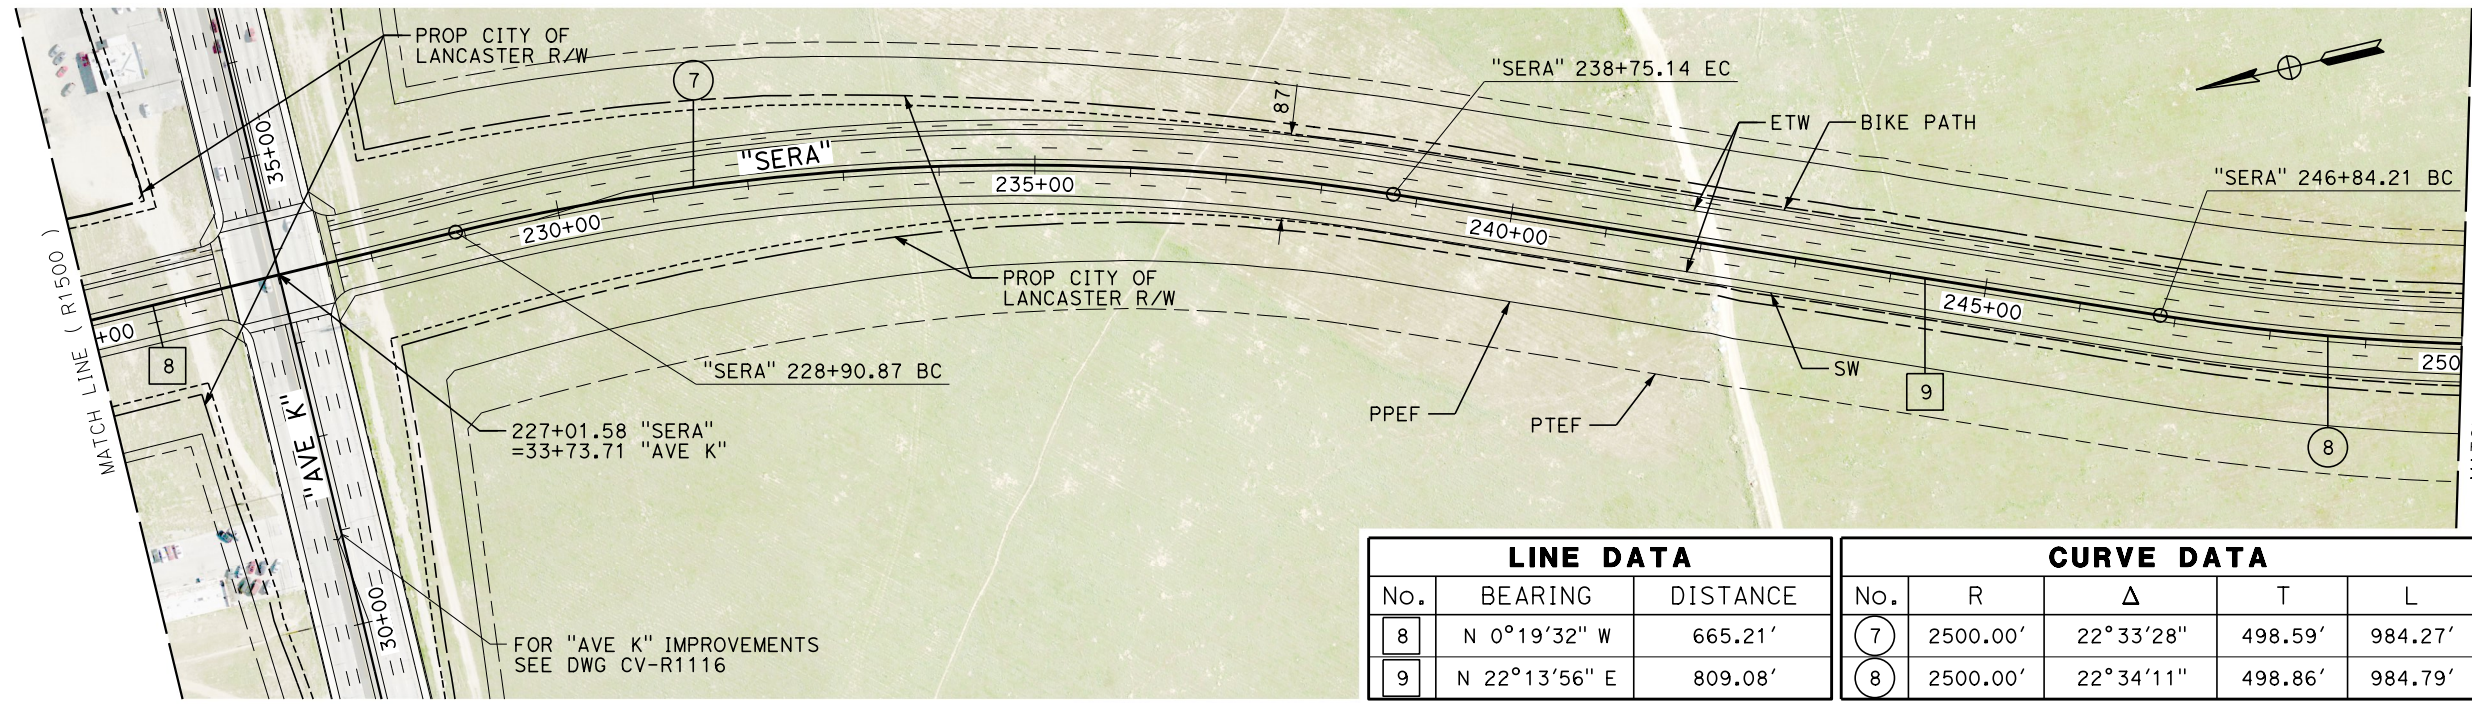 PROP CITY OF
LANCASTER R/W
7
"SERA" 238+75.14 EC
87'
35+00
"SERA"
ETW
BIKE PATH
235+00
"SERA" 246+84.21 BC
230+00
240+00
MATCH LINE ( R1500 )
PROP CITY OF
LANCASTER R/W
245+00
+00
8
250
"SERA" 228+90.87 BC
SW
9
PPEF
PTEF
"AVE K"
227+01.58 "SERA"
=33+73.71 "AVE K"
8
30+00
FOR "AVE K" IMPROVEMENTS
SEE DWG CV-R1116
LINE DATA
No. BEARING DISTANCE
8 N 0°19'32" W 665.21'
9 N 22°13'56" E 809.08'
CURVE DATA
No. R Δ T L
7 2500.00' 22°33'28" 498.59' 984.27'
8 2500.00' 22°34'11" 498.86' 984.79'